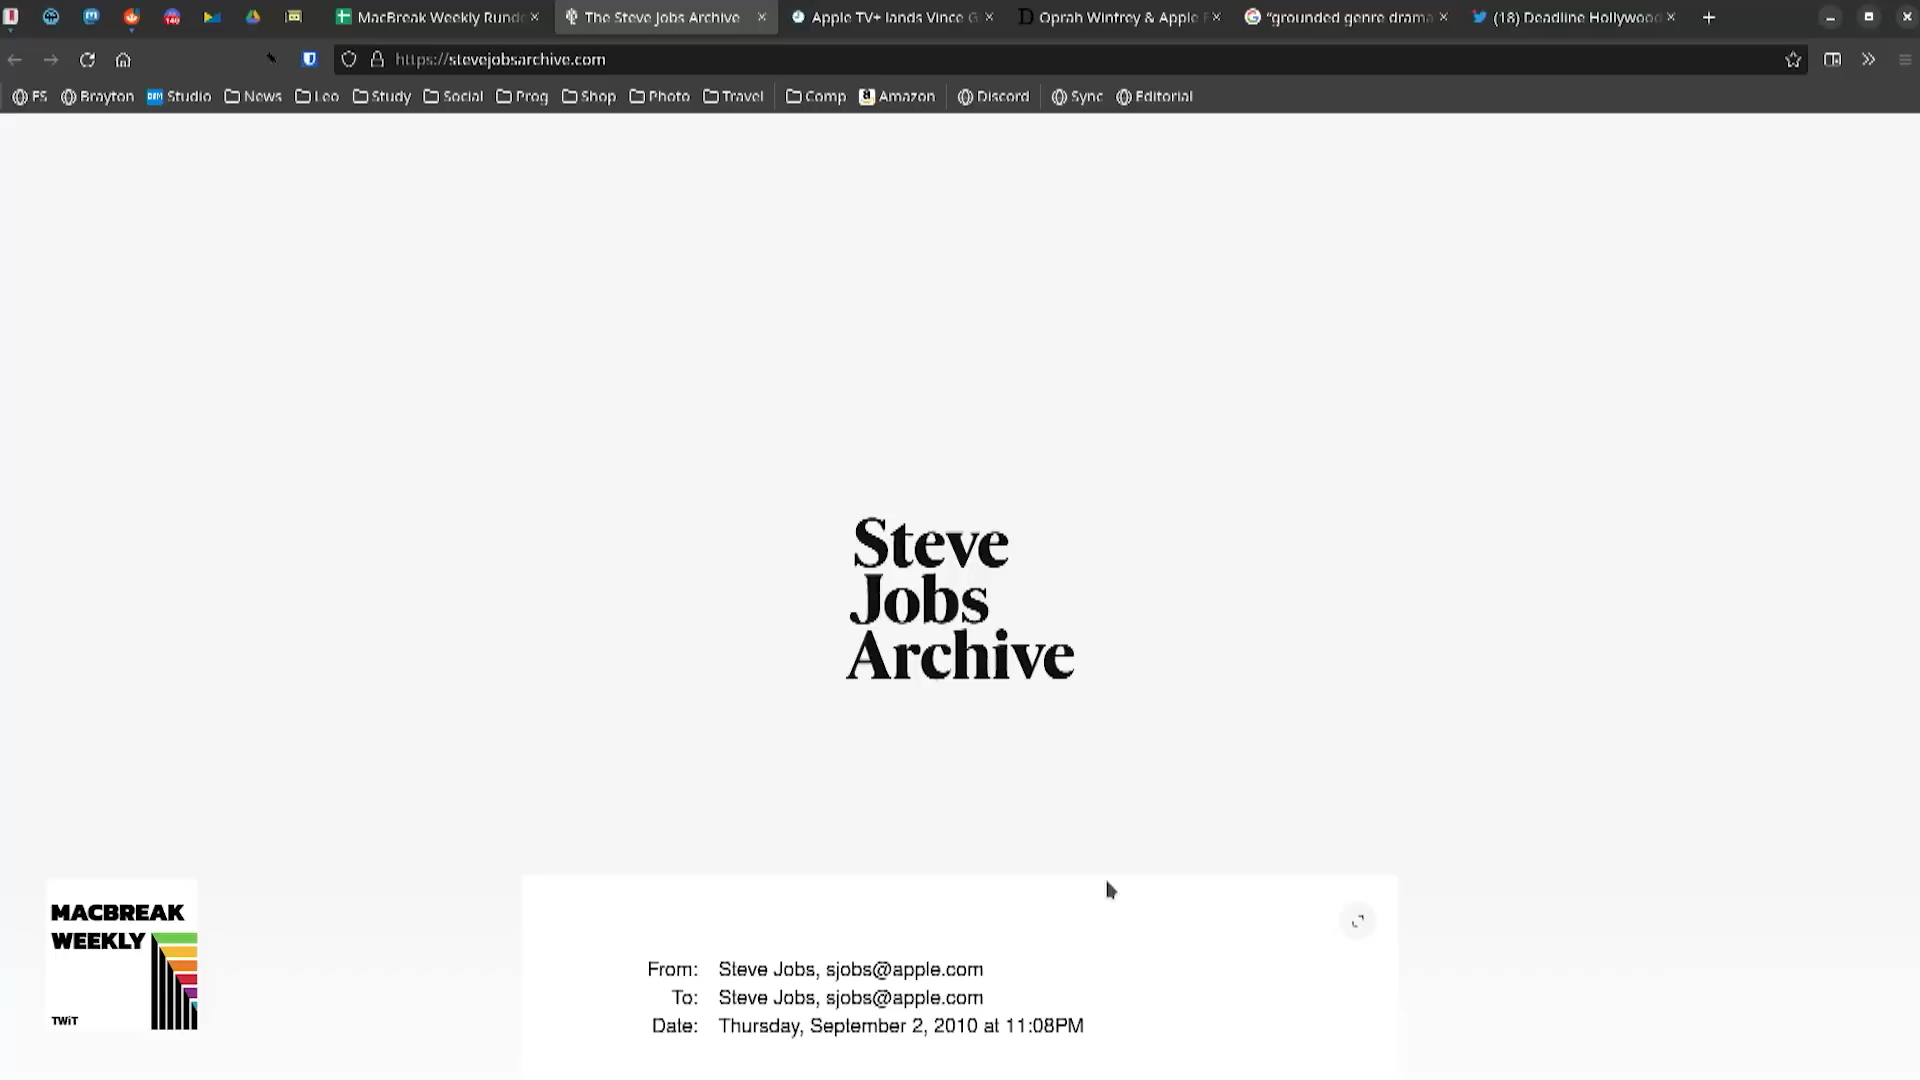 140
MacBreak Weekly Rund
The Steve Jobs Archive
Apple TV+ lands Vince G
Oprah Winfrey & Apple
"grounded genre drama
(18) Deadline Hollywood
https://stevejobsarchive.com
FS
Brayton
Studio
News
Leo
Study
Social
Prog
Shop
Photo
Travel
Comp
Amazon
Discord
Sync
Editorial
Steve
Jobs
Archive
MACBREAK
WEEKLY
TWiT
From: Steve Jobs, sjobs@apple.com
To: Steve Jobs, sjobs@apple.com
Date: Thursday, September 2, 2010 at 11:08PM